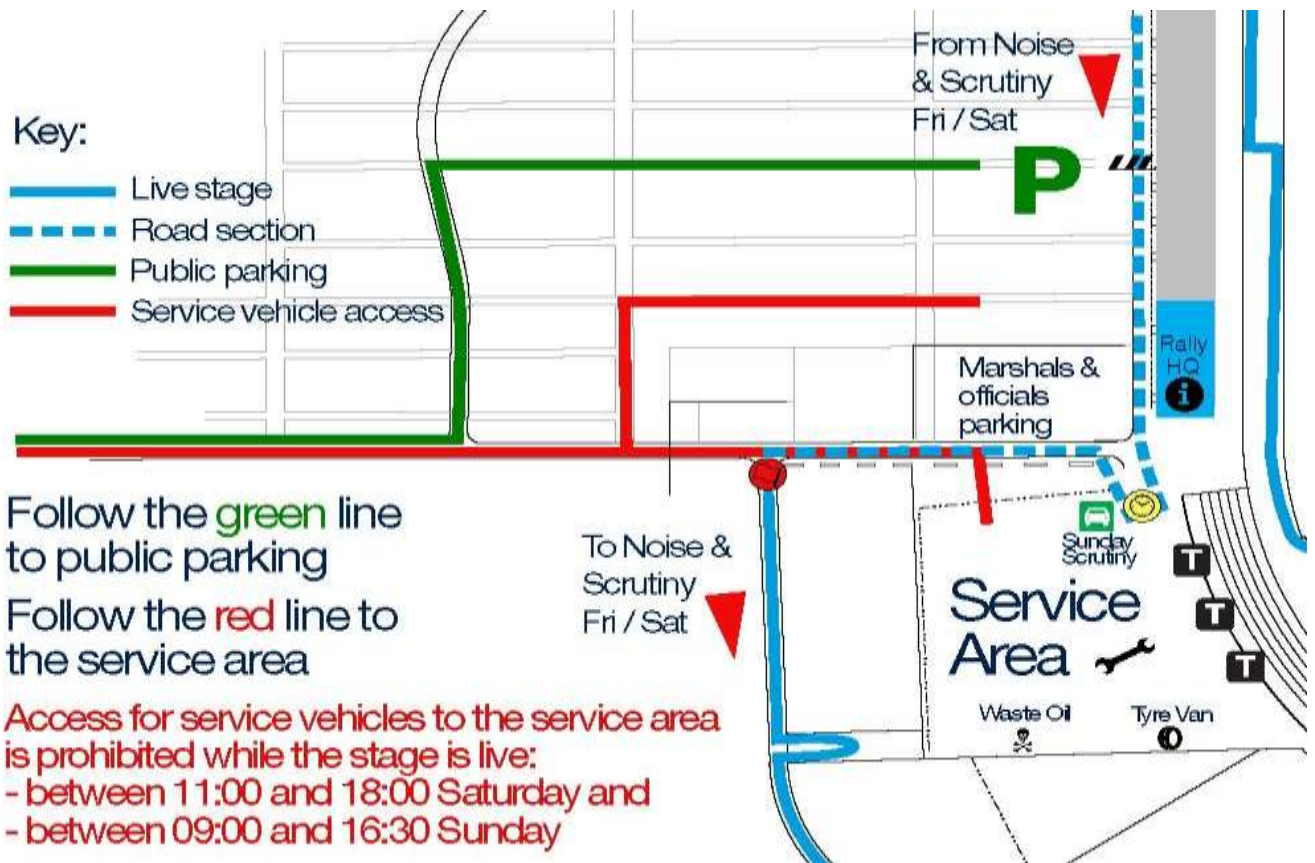 From Noise
& Scrutiny
Fri / Sat
Key:
P
Live stage
Road section
Public parking
Service vehicle access
Rally
HQ
i
Marshals &
officials
parking
Follow the green line
to public parking
To Noise &
Scrutiny
Fri / Sat
Sunday
Scrutiny
T
T
T
Service
Area
Follow the red line to
the service area
Waste Oil
Tyre Van
Access for service vehicles to the service area
is prohibited while the stage is live:
- between 11:00 and 18:00 Saturday and
- between 09:00 and 16:30 Sunday